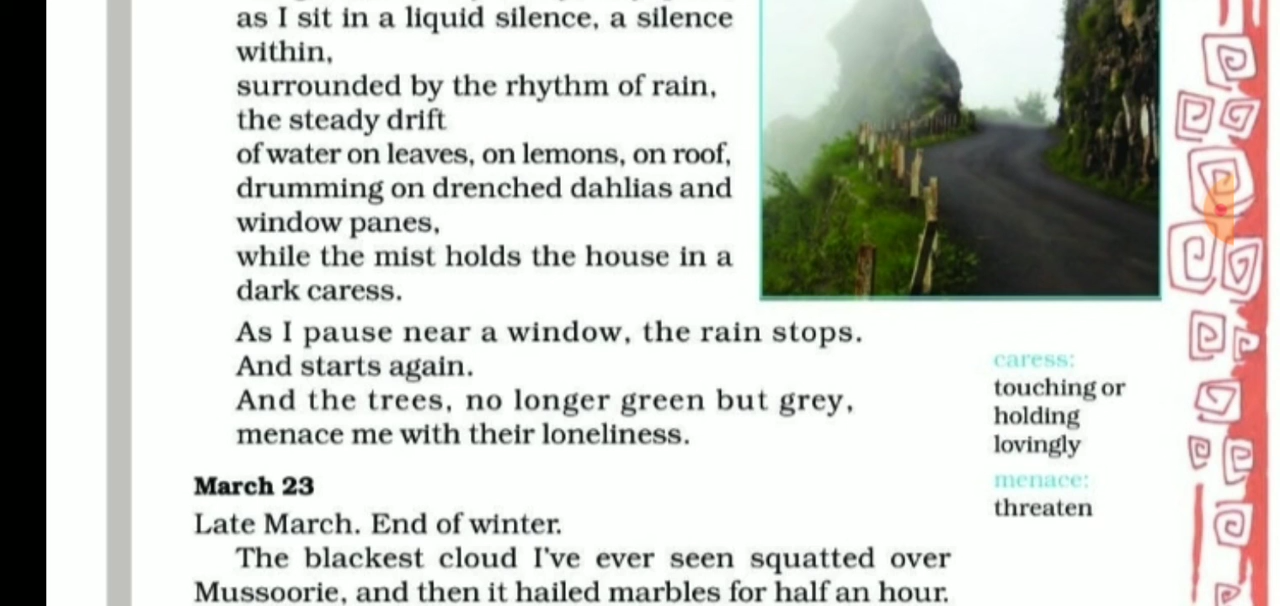 as I sit in a liquid silence, a silence
within,
surrounded by the rhythm of rain,
the steady drift
of water on leaves, on lemons, on roof,
drumming on drenched dahlias and
window panes,
while the mist holds the house in a
dark caress.
As I pause near a window, the rain stops.
And starts again.
And the trees, no longer green but grey,
menace me with their loneliness.
caress:
touching or
holding
lovingly
menace:
threaten
March 23
Late March. End of winter.
The blackest cloud I've ever seen squatted over
Mussoorie, and then it hailed marbles for half an hour.